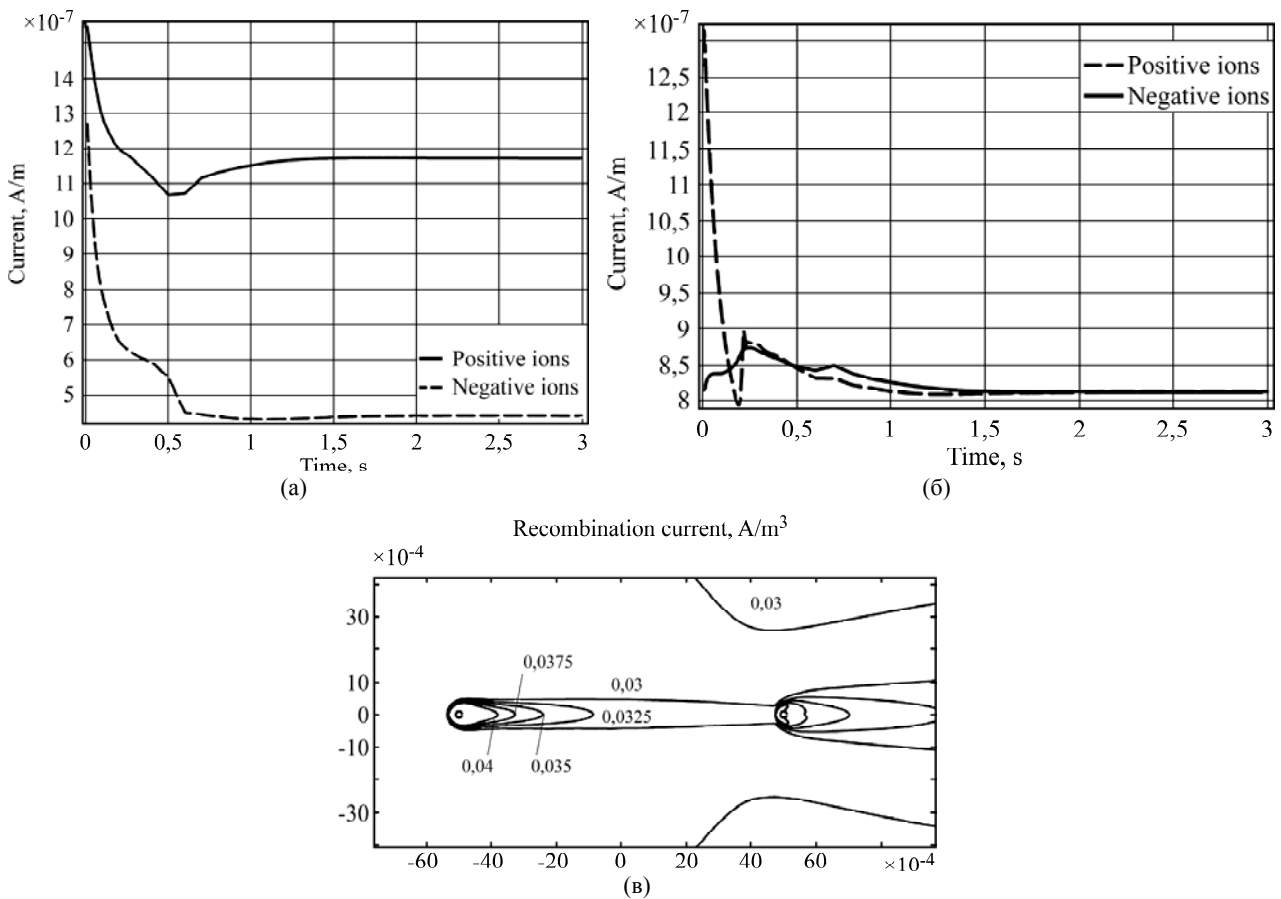 ×10-7
14
13
12
11
10
9
8
7
6
5
Current, A/m
Positive ions
Negative ions
0 0,5 1 1,5 2 2,5 3
Time, s
(а)
×10-7
12,5
12
11,5
11
10,5
10
9,5
9
8,5
8
Current, A/m
Positive ions
Negative ions
0 0,5 1 1,5 2 2,5 3
Time, s
(б)
Recombination current, A/m3
×10-4
30
10
0
-10
-30
0,03
0,0375
0,03
0,0325
0,04 0,035
-60 -40 -20 0 20 40 60 ×10-4
(в)